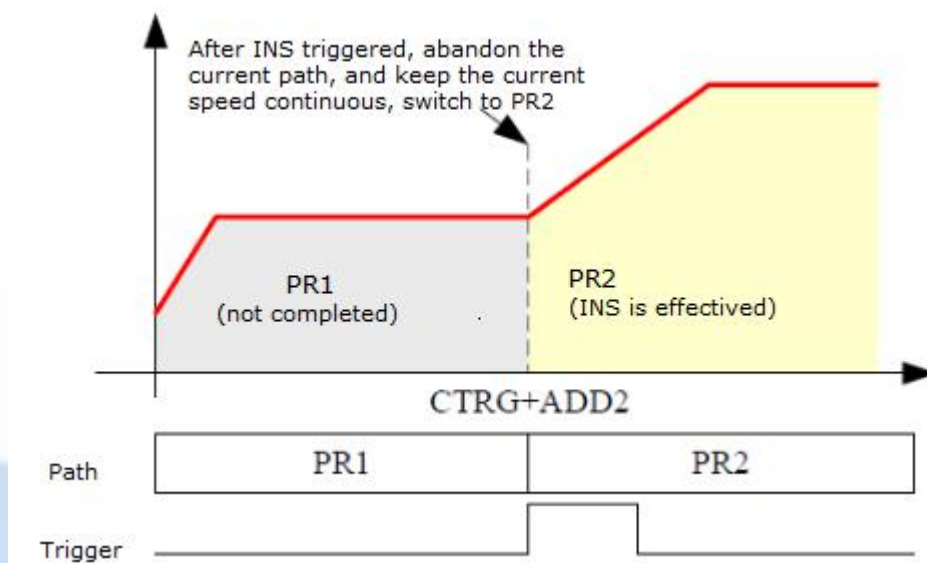 After INS triggered, abandon the
current path, and keep the current
speed continuous, switch to PR2
PR1
(not completed)
PR2
(INS is effectived)
CTRG+ADD2
Path
PR1
PR2
Trigger